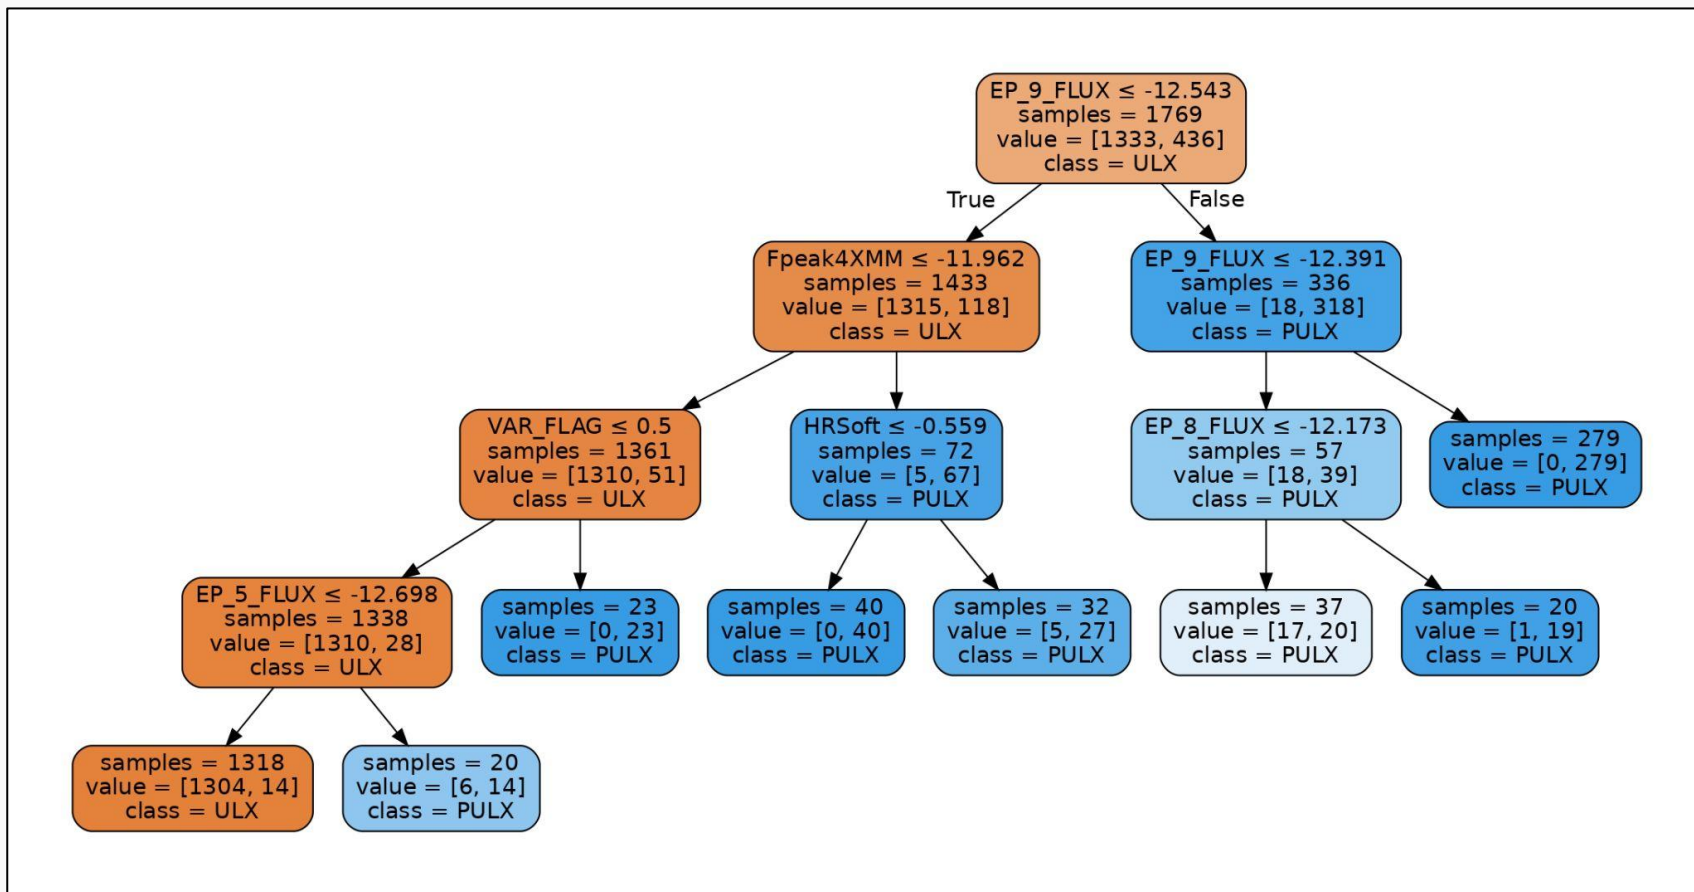 EP_9_FLUX ≤ -12.543
samples = 1769
value = [1333, 436]
class = ULX
True
False
Fpeak4XMM ≤ -11.962
samples = 1433
value = [1315, 118]
class = ULX
EP_9_FLUX ≤ -12.391
samples = 336
value = [18, 318]
class = PULX
VAR_FLAG ≤ 0.5
samples = 1361
value = [1310, 51]
class = ULX
HRSoft ≤ -0.559
samples = 72
value = [5, 67]
class = PULX
EP_8_FLUX ≤ -12.173
samples = 57
value = [18, 39]
class = PULX
samples = 279
value = [0, 279]
class = PULX
EP_5_FLUX ≤ -12.698
samples = 1338
value = [1310, 28]
class = ULX
samples = 23
value = [0, 23]
class = PULX
samples = 40
value = [0, 40]
class = PULX
samples = 32
value = [5, 27]
class = PULX
samples = 37
value = [17, 20]
class = PULX
samples = 20
value = [1, 19]
class = PULX
samples = 1318
value = [1304, 14]
class = ULX
samples = 20
value = [6, 14]
class = PULX